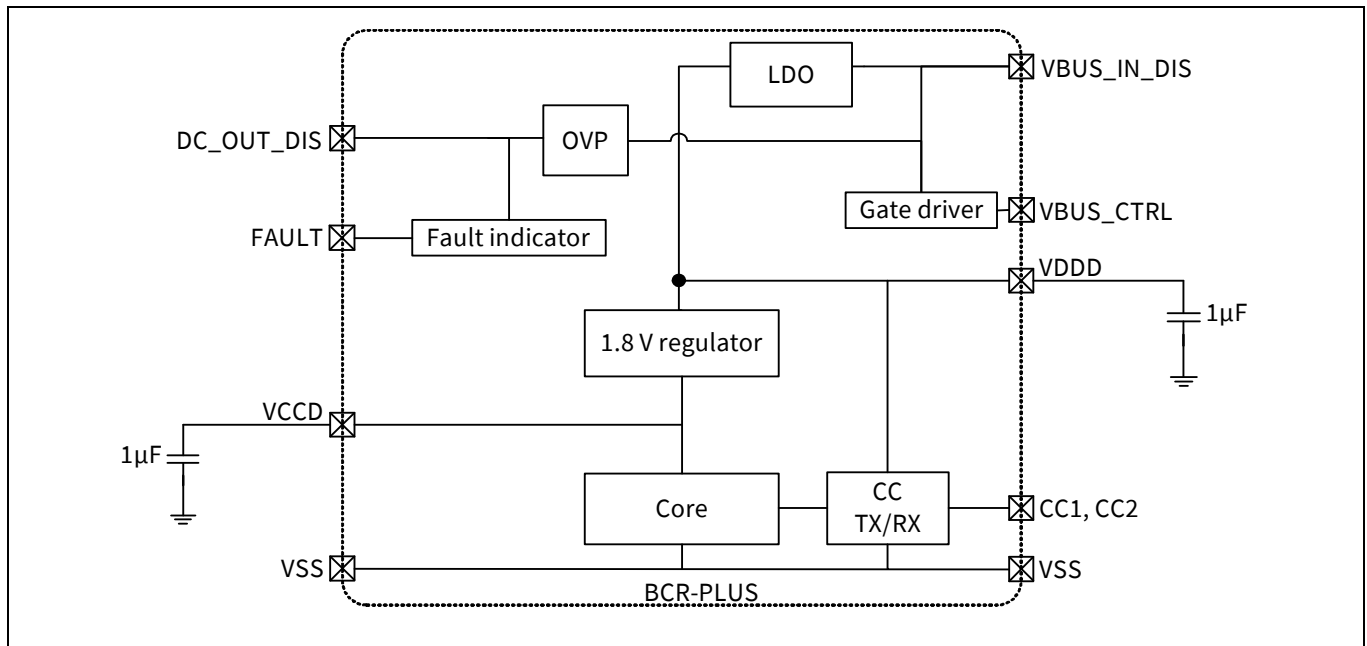 LDO
VBUS_IN_DIS
DC_OUT_DIS
OVP
Gate driver
VBUS_CTRL
FAULT
Fault indicator
VDDD
1µF
1.8 V regulator
VCCD
1µF
Core
CC
TX/RX
CC1, CC2
VSS
VSS
BCR-PLUS